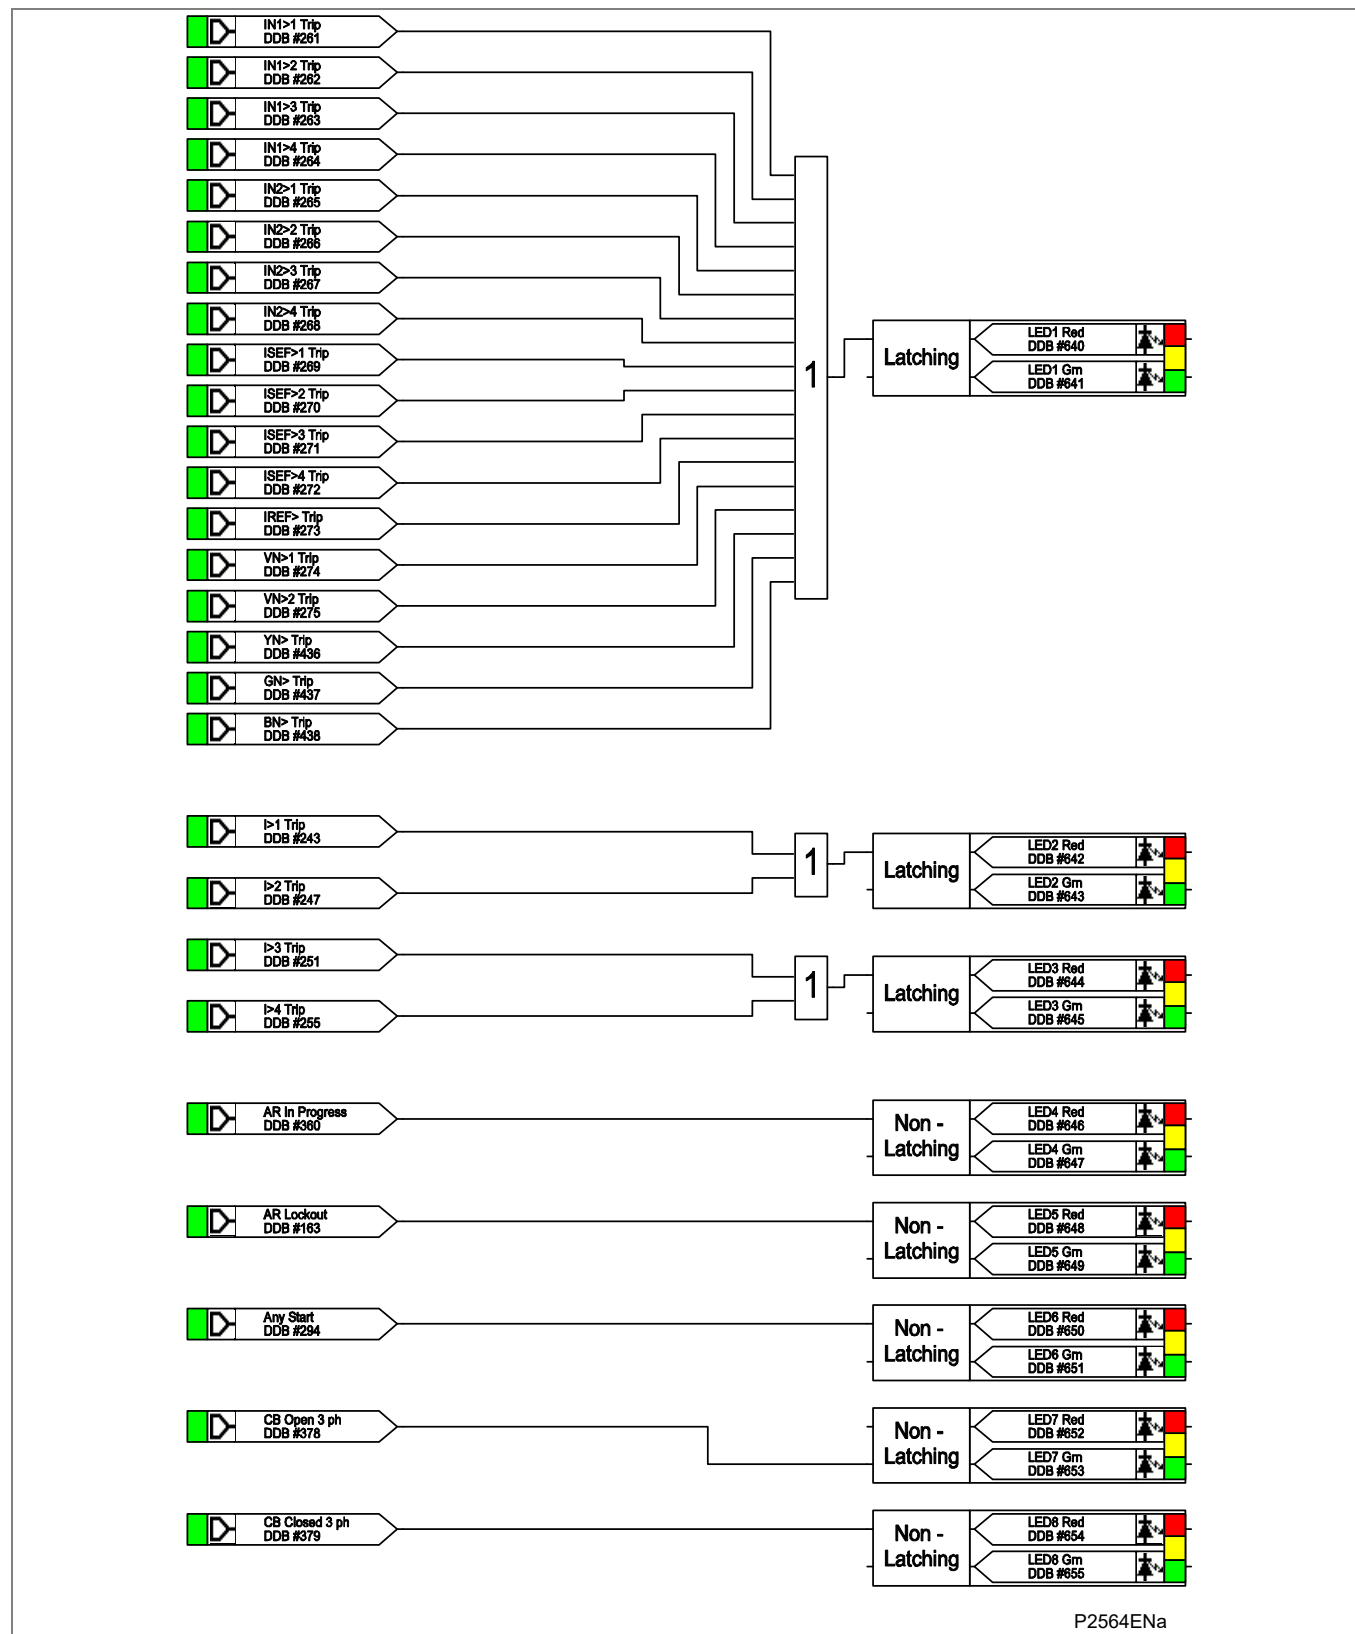 IN1>1 Trip
DDB #261
IN1>2 Trip
DDB #262
IN1>3 Trip
DDB #263
IN1>4 Trip
DDB #264
IN2>1 Trip
DDB #265
IN2>2 Trip
DDB #266
IN2>3 Trip
DDB #267
IN2>4 Trip
DDB #268
ISEF>1 Trip
DDB #269
ISEF>2 Trip
DDB #270
ISEF>3 Trip
DDB #271
ISEF>4 Trip
DDB #272
IREF> Trip
DDB #273
VN>1 Trip
DDB #274
VN>2 Trip
DDB #275
YN> Trip
DDB #436
GN> Trip
DDB #437
BN> Trip
DDB #438
1
Latching
LED1 Red
DDB #640
LED1 Grn
DDB #641
I>1 Trip
DDB #243
I>2 Trip
DDB #247
1
Latching
LED2 Red
DDB #642
LED2 Grn
DDB #643
I>3 Trip
DDB #251
I>4 Trip
DDB #255
1
Latching
LED3 Red
DDB #644
LED3 Grn
DDB #645
AR In Progress
DDB #360
Non -
Latching
LED4 Red
DDB #646
LED4 Grn
DDB #647
AR Lockout
DDB #163
Non -
Latching
LED5 Red
DDB #648
LED5 Grn
DDB #649
Any Start
DDB #294
Non -
Latching
LED6 Red
DDB #650
LED6 Grn
DDB #651
CB Open 3 ph
DDB #378
Non -
Latching
LED7 Red
DDB #652
LED7 Grn
DDB #653
CB Closed 3 ph
DDB #379
Non -
Latching
LED8 Red
DDB #654
LED8 Grn
DDB #655
P2564ENa